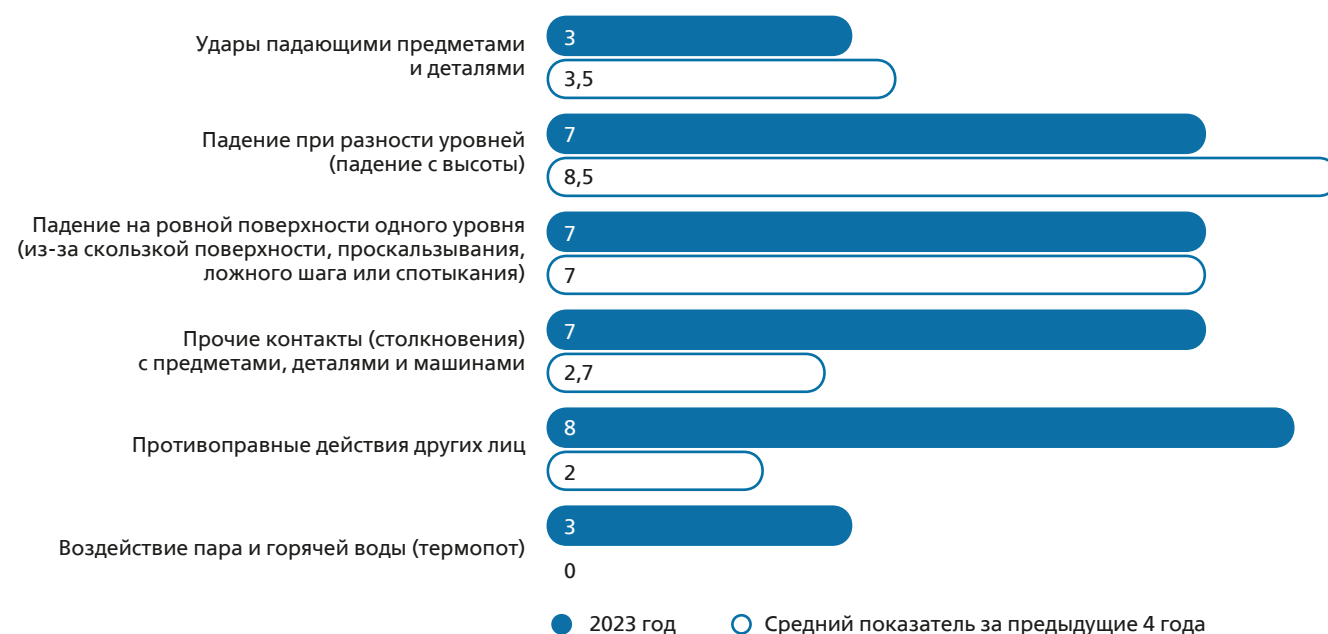 Удары падающими предметами
и деталями
3
3,5
Падение при разности уровней
(падение с высоты)
7
8,5
Падение на ровной поверхности одного уровня
(из-за скользкой поверхности, проскальзывания,
ложного шага или спотыкания)
7
7
Прочие контакты (столкновения)
с предметами, деталями и машинами
7
2,7
Противоправные действия других лиц
8
2
Воздействие пара и горячей воды (термопот)
3
0
2023 год
Средний показатель за предыдущие 4 года